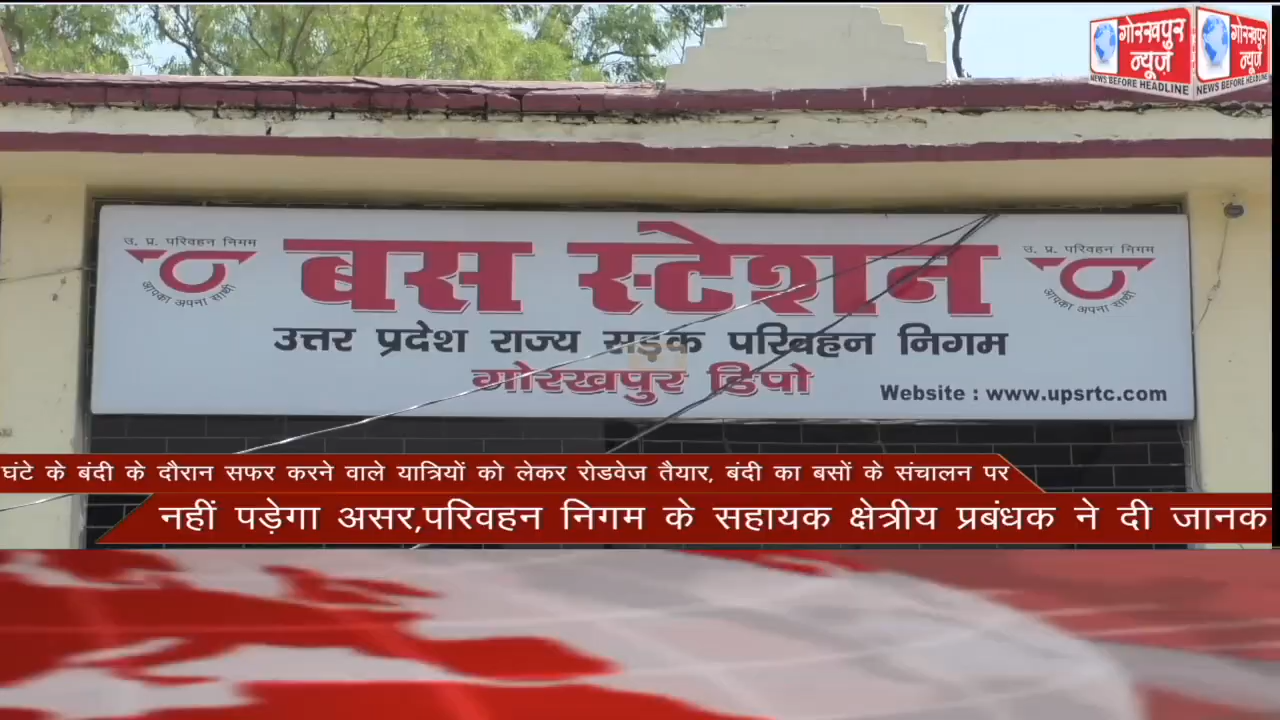 गोरखपुर
न्यूज़
NEWS BEFORE HEADLINE
गोरखपुर
न्यूज़
NEWS BEFORE HEADLINE
उ. प्र. परिवहन निगम
आपका अपना साथी
बस स्टेशन
उ. प्र. परिवहन निगम
आपका अपना साथी
उत्तर प्रदेश राज्य सड़क परिवहन निगम
गोरखपुर डिपो
Website : www.upsrtc.com
घंटे के बंदी के दौरान सफर करने वाले यात्रियों को लेकर रोडवेज तैयार, बंदी का बसों के संचालन पर
नहीं पड़ेगा असर,परिवहन निगम के सहायक क्षेत्रीय प्रबंधक ने दी जानक